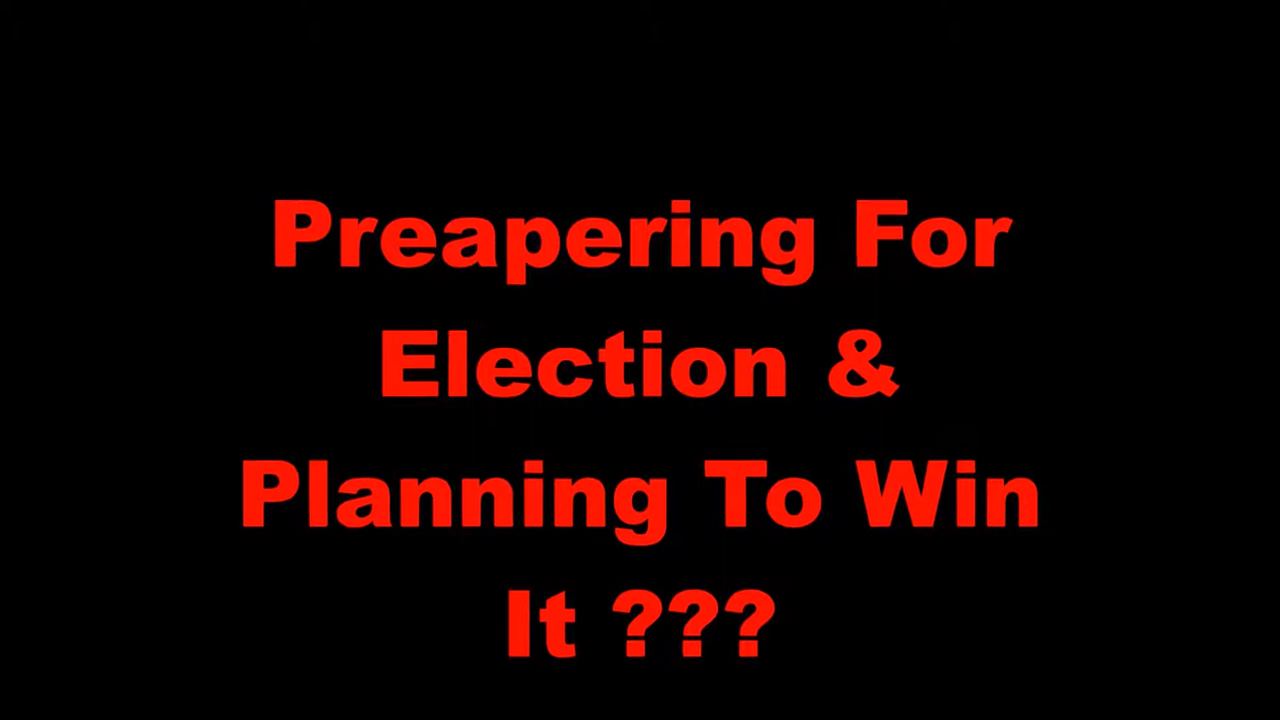 Preapering For
Election &
Planning To Win
It ???